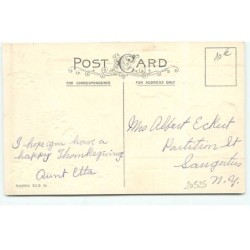 POST CARD
10€
FOR CORRESPONDENCE
FOR ADDRESS ONLY
I hope you have a
happy Thanksgiving
Aunt Etta.
Mrs Albert Eckert
Partition St
Saugerties
N.Y.